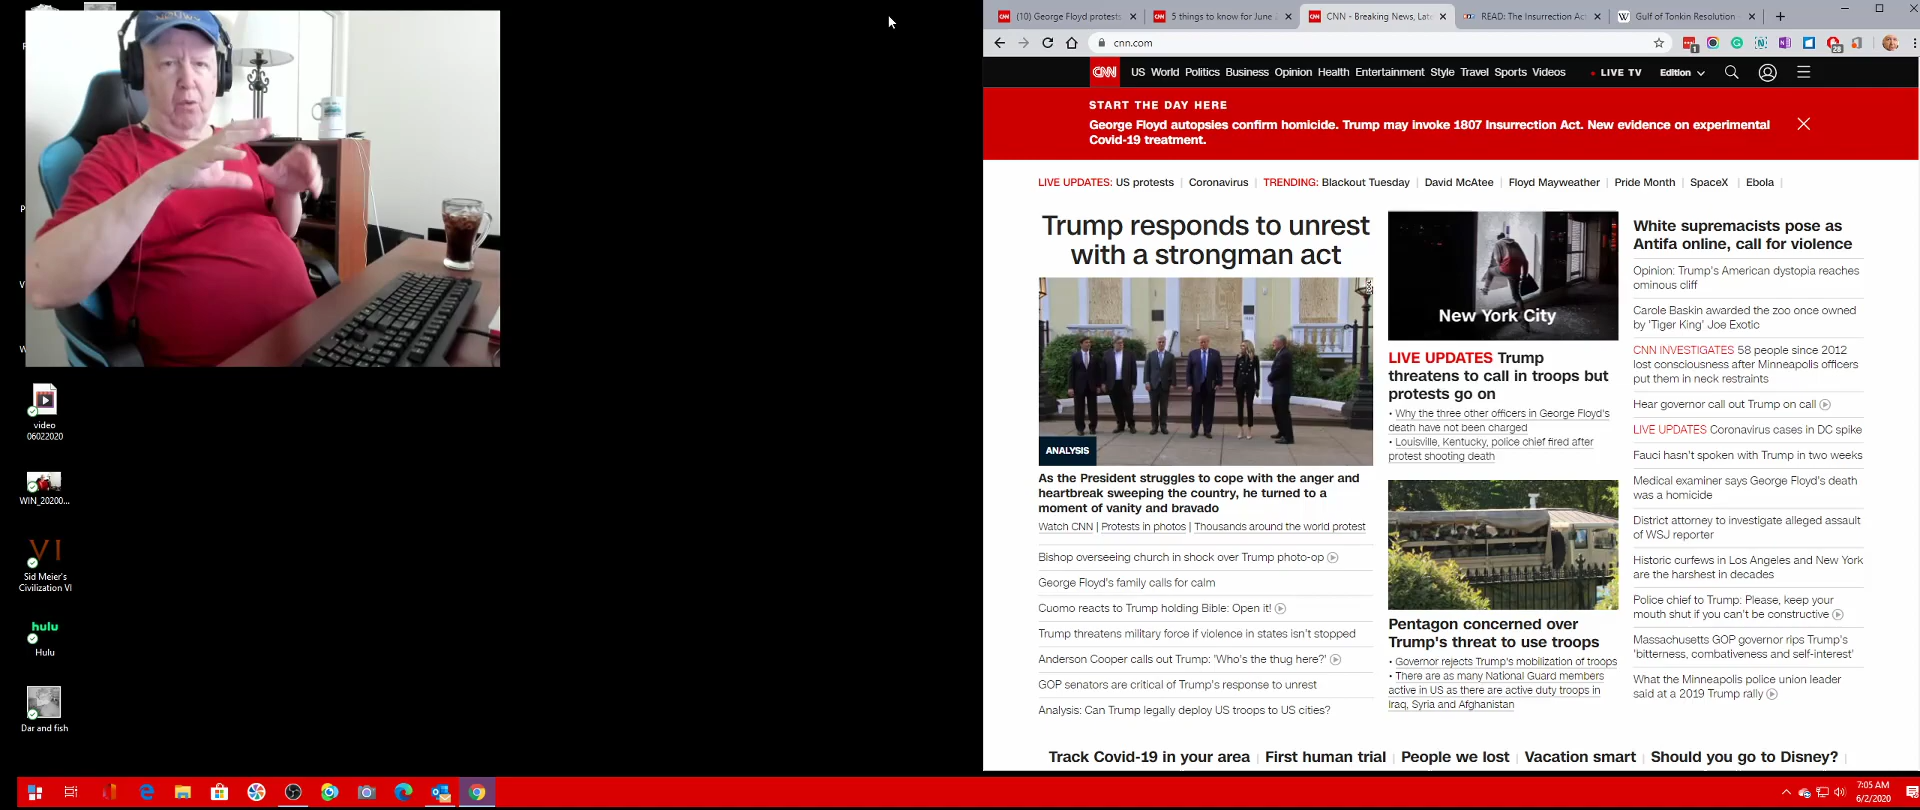 video
06022020
WIN_20200...
VI
Sid Meier's
Civilization VI
hulu
Hulu
Dar and fish
(10) George Floyd protests
5 things to know for June
CNN - Breaking News, Lat
READ: The Insurrection Ac
Gulf of Tonkin Resolution
cnn.com
1
28
CNN
US World Politics Business Opinion Health Entertainment Style Travel Sports Videos
LIVE TV
Edition
START THE DAY HERE
George Floyd autopsies confirm homicide. Trump may invoke 1807 Insurrection Act. New evidence on experimental
Covid-19 treatment.
LIVE UPDATES: US protests | Coronavirus | TRENDING: Blackout Tuesday | David McAtee | Floyd Mayweather | Pride Month | SpaceX | Ebola |
Trump responds to unrest
with a strongman act
ANALYSIS
As the President struggles to cope with the anger and
heartbreak sweeping the country, he turned to a
moment of vanity and bravado
Watch CNN | Protests in photos | Thousands around the world protest
Bishop overseeing church in shock over Trump photo-op
George Floyd's family calls for calm
Cuomo reacts to Trump holding Bible: Open it!
Trump threatens military force if violence in states isn't stopped
Anderson Cooper calls out Trump: 'Who's the thug here?'
GOP senators are critical of Trump's response to unrest
Analysis: Can Trump legally deploy US troops to US cities?
New York City
LIVE UPDATES Trump
threatens to call in troops but
protests go on
• Why the three other officers in George Floyd's
death have not been charged
• Louisville, Kentucky, police chief fired after
protest shooting death
Pentagon concerned over
Trump's threat to use troops
• Governor rejects Trump's mobilization of troops
• There are as many National Guard members
active in US as there are active duty troops in
Iraq, Syria and Afghanistan
White supremacists pose as
Antifa online, call for violence
Opinion: Trump's American dystopia reaches
ominous cliff
Carole Baskin awarded the zoo once owned
by 'Tiger King' Joe Exotic
CNN INVESTIGATES 58 people since 2012
lost consciousness after Minneapolis officers
put them in neck restraints
Hear governor call out Trump on call
LIVE UPDATES Coronavirus cases in DC spike
Fauci hasn't spoken with Trump in two weeks
Medical examiner says George Floyd's death
was a homicide
District attorney to investigate alleged assault
of WSJ reporter
Historic curfews in Los Angeles and New York
are the harshest in decades
Police chief to Trump: Please, keep your
mouth shut if you can't be constructive
Massachusetts GOP governor rips Trump's
'bitterness, combativeness and self-interest'
What the Minneapolis police union leader
said at a 2019 Trump rally
Track Covid-19 in your area | First human trial | People we lost | Vacation smart | Should you go to Disney? |
7:05 AM
6/2/2020